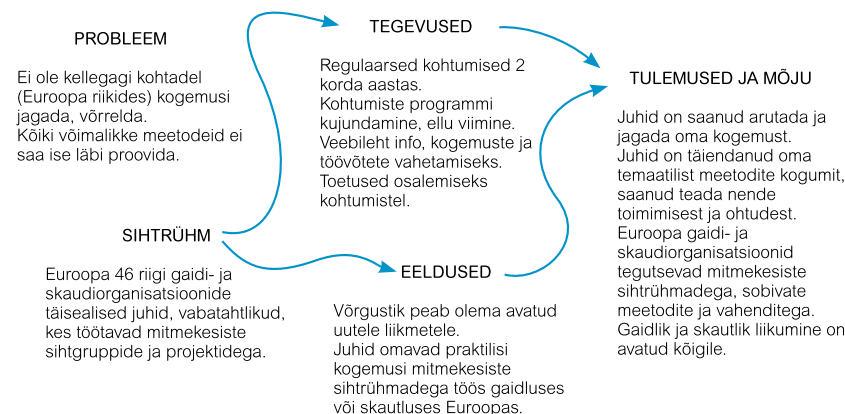 PROBLEEM
Ei ole kellegagi kohtadel
(Euroopa riikides) kogemusi
jagada, võrrelda.
Kõiki võimalikke meetodeid ei
saa ise läbi proovida.
SIHTRÜHM
Euroopa 46 riigi gaidi- ja
skaudiorganisatsioonide
täisealised juhid, vabatahtlikud,
kes töötavad mitmekesiste
sihtgruppide ja projektidega.
TEGEVUSED
Regulaarsed kohtumised 2
korda aastas.
Kohtumiste programmi
kujundamine, ellu viimine.
Veebileht info, kogemuste ja
töövõtete vahetamiseks.
Toetused osalemiseks
kohtumistel.
EELDUSED
Võrgustik peab olema avatud
uutele liikmetele.
Juhid omavad praktilisi
kogemusi mitmekesiste
sihtrühmadega töös gaidluses
või skautluses Euroopas.
TULEMUSED JA MÕJU
Juhid on saanud arutada ja
jagada oma kogemust.
Juhid on täiendanud oma
temaatilist meetodite kogumit,
saanud teada nende
toimimisest ja ohtudest.
Euroopa gaidi- ja
skaudiorganisatsioonid
tegutsevad mitmekesiste
sihtrühmadega, sobivate
meetodite ja vahenditega.
Gaidlik ja skautlik liikumine on
avatud kõigile.